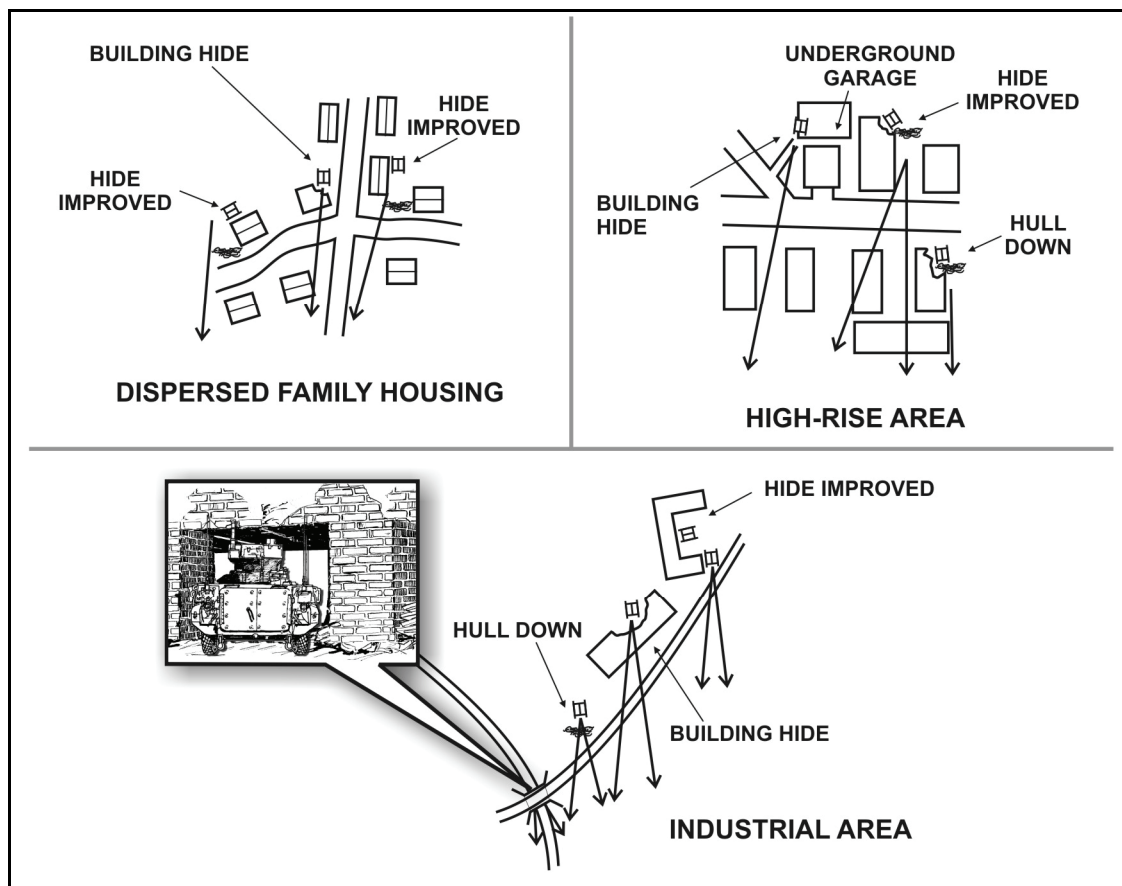 BUILDING HIDE
HIDE
IMPROVED
HIDE
IMPROVED
DISPERSED FAMILY HOUSING
UNDERGROUND
GARAGE
HIDE
IMPROVED
BUILDING
HIDE
HULL
DOWN
HIGH-RISE AREA
HIDE IMPROVED
HULL DOWN
BUILDING HIDE
INDUSTRIAL AREA